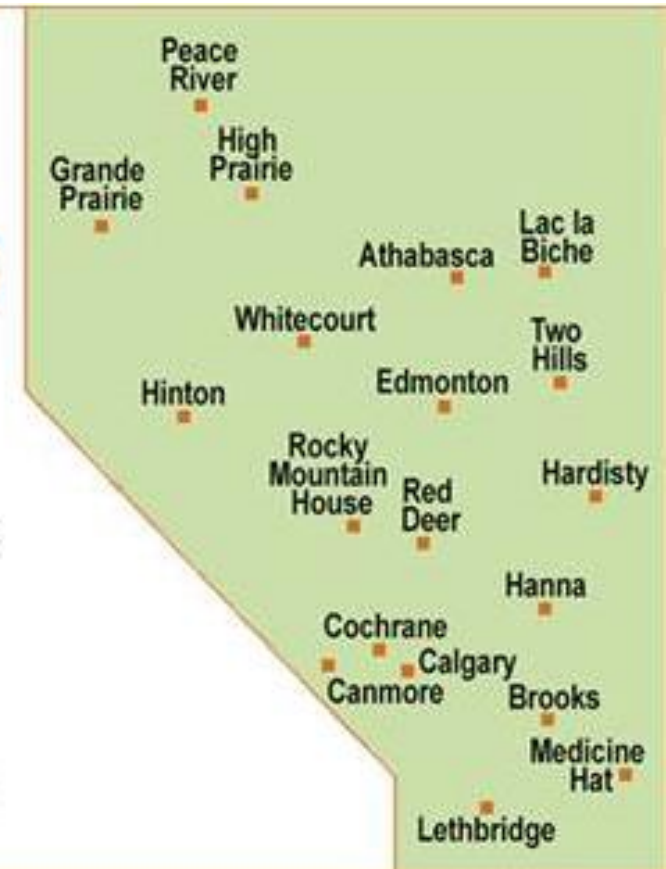 Peace
River
High
Prairie
Grande
Prairie
Lac la
Biche
Athabasca
Whitecourt
Two
Hills
Edmonton
Hinton
Rocky
Mountain
House
Red
Deer
Hardisty
Hanna
Cochrane
Calgary
Canmore
Brooks
Medicine
Hat
Lethbridge